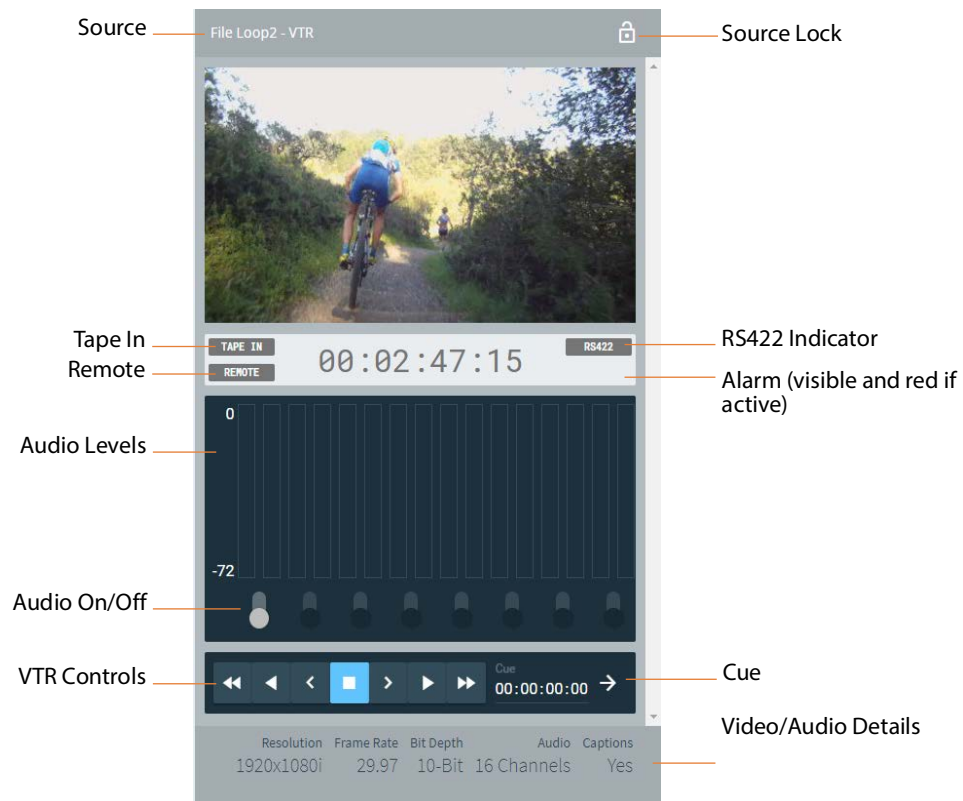 Source
File Loop2 - VTR
Source Lock
Tape In
TAPE IN
00:02:47:15
RS422
RS422 Indicator
Remote
REMOTE
Alarm (visible and red if
active)
0
Audio Levels
-72
Audio On/Off
VTR Controls
Cue
00:00:00:00
Cue
Video/Audio Details
Resolution Frame Rate Bit Depth Audio Captions
1920x1080i 29.97 10-Bit 16 Channels Yes